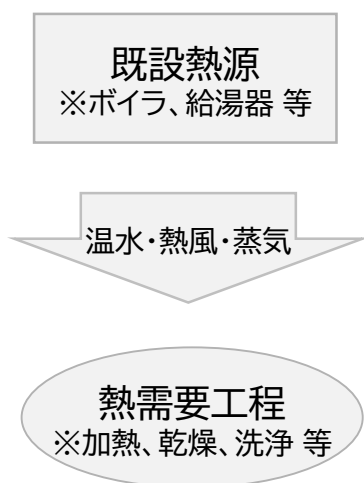 既設熱源
※ボイラ、給湯器 等
温水･熱風･蒸気
熱需要工程
※加熱、乾燥、洗浄 等